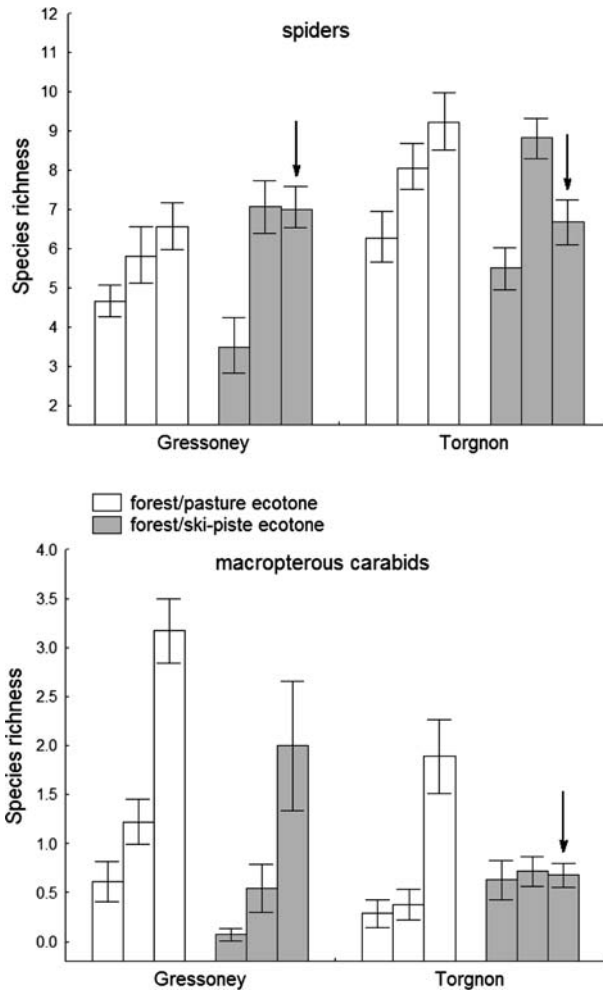 spiders
Species richness
12
11
10
9
8
7
6
5
4
3
2
Gressoney Torgnon
forest/pasture ecotone
forest/ski-piste ecotone
macropterous carabids
Species richness
4.0
3.5
3.0
2.5
2.0
1.5
1.0
0.5
0.0
Gressoney Torgnon